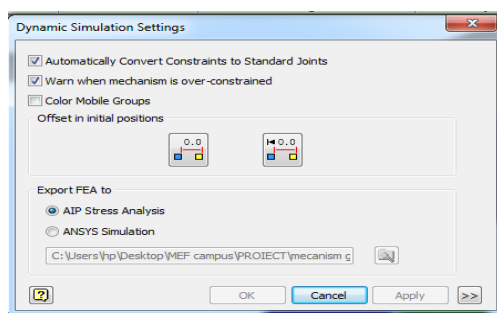 Dynamic Simulation Settings
Automatically Convert Constraints to Standard Joints
Warn when mechanism is over-constrained
Color Mobile Groups
Offset in initial positions
0.0 0.0
Export FEA to
AIP Stress Analysis
ANSYS Simulation
C:\Users\hp\Desktop\MEF campus\PROIECT\mecanism g
? OK Cancel Apply >>